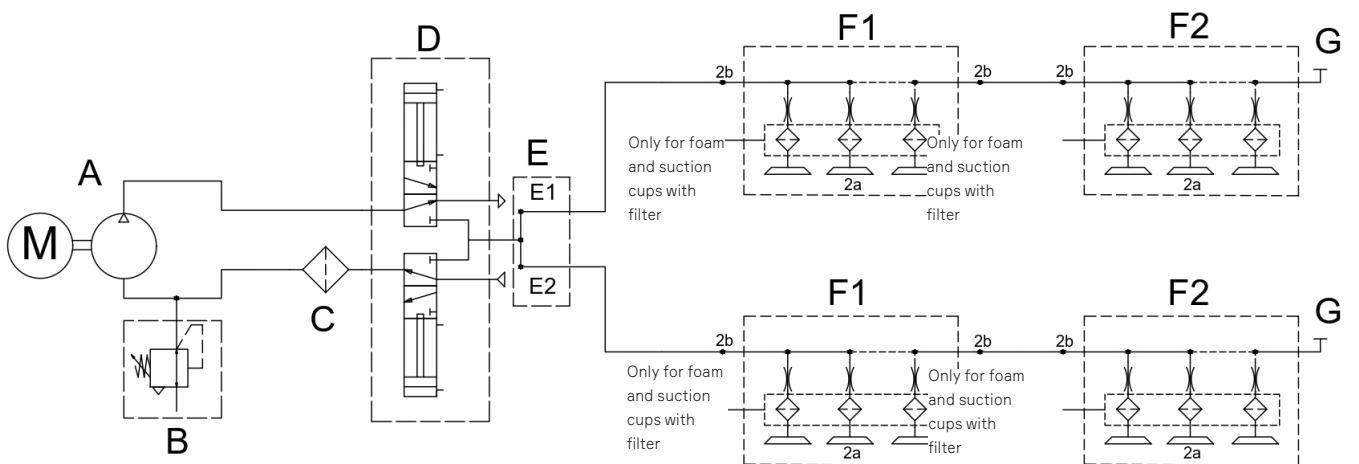 F1
F2
G
D
2b
2b
2b
Only for foam
and suction
cups with
filter
Only for foam
and suction
cups with
filter
2a
2a
E
E1
E2
A
M
C
B
F1
F2
G
2b
2b
2b
Only for foam
and suction
cups with
filter
Only for foam
and suction
cups with
filter
2a
2a